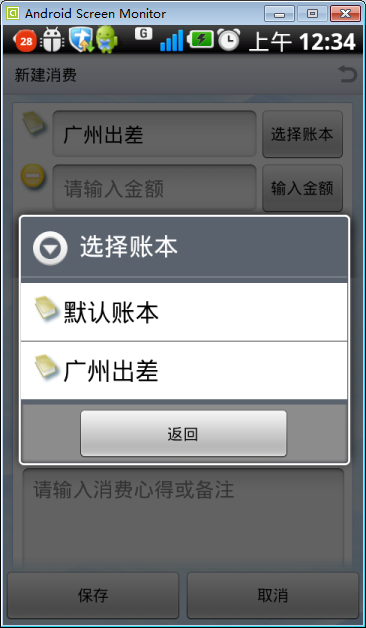 Android Screen Monitor
28 G 上午 12:34
新建消费
广州出差 选择账本
请输入金额 输入金额
选择账本
默认账本
广州出差
返回
请输入消费心得或备注
保存 取消